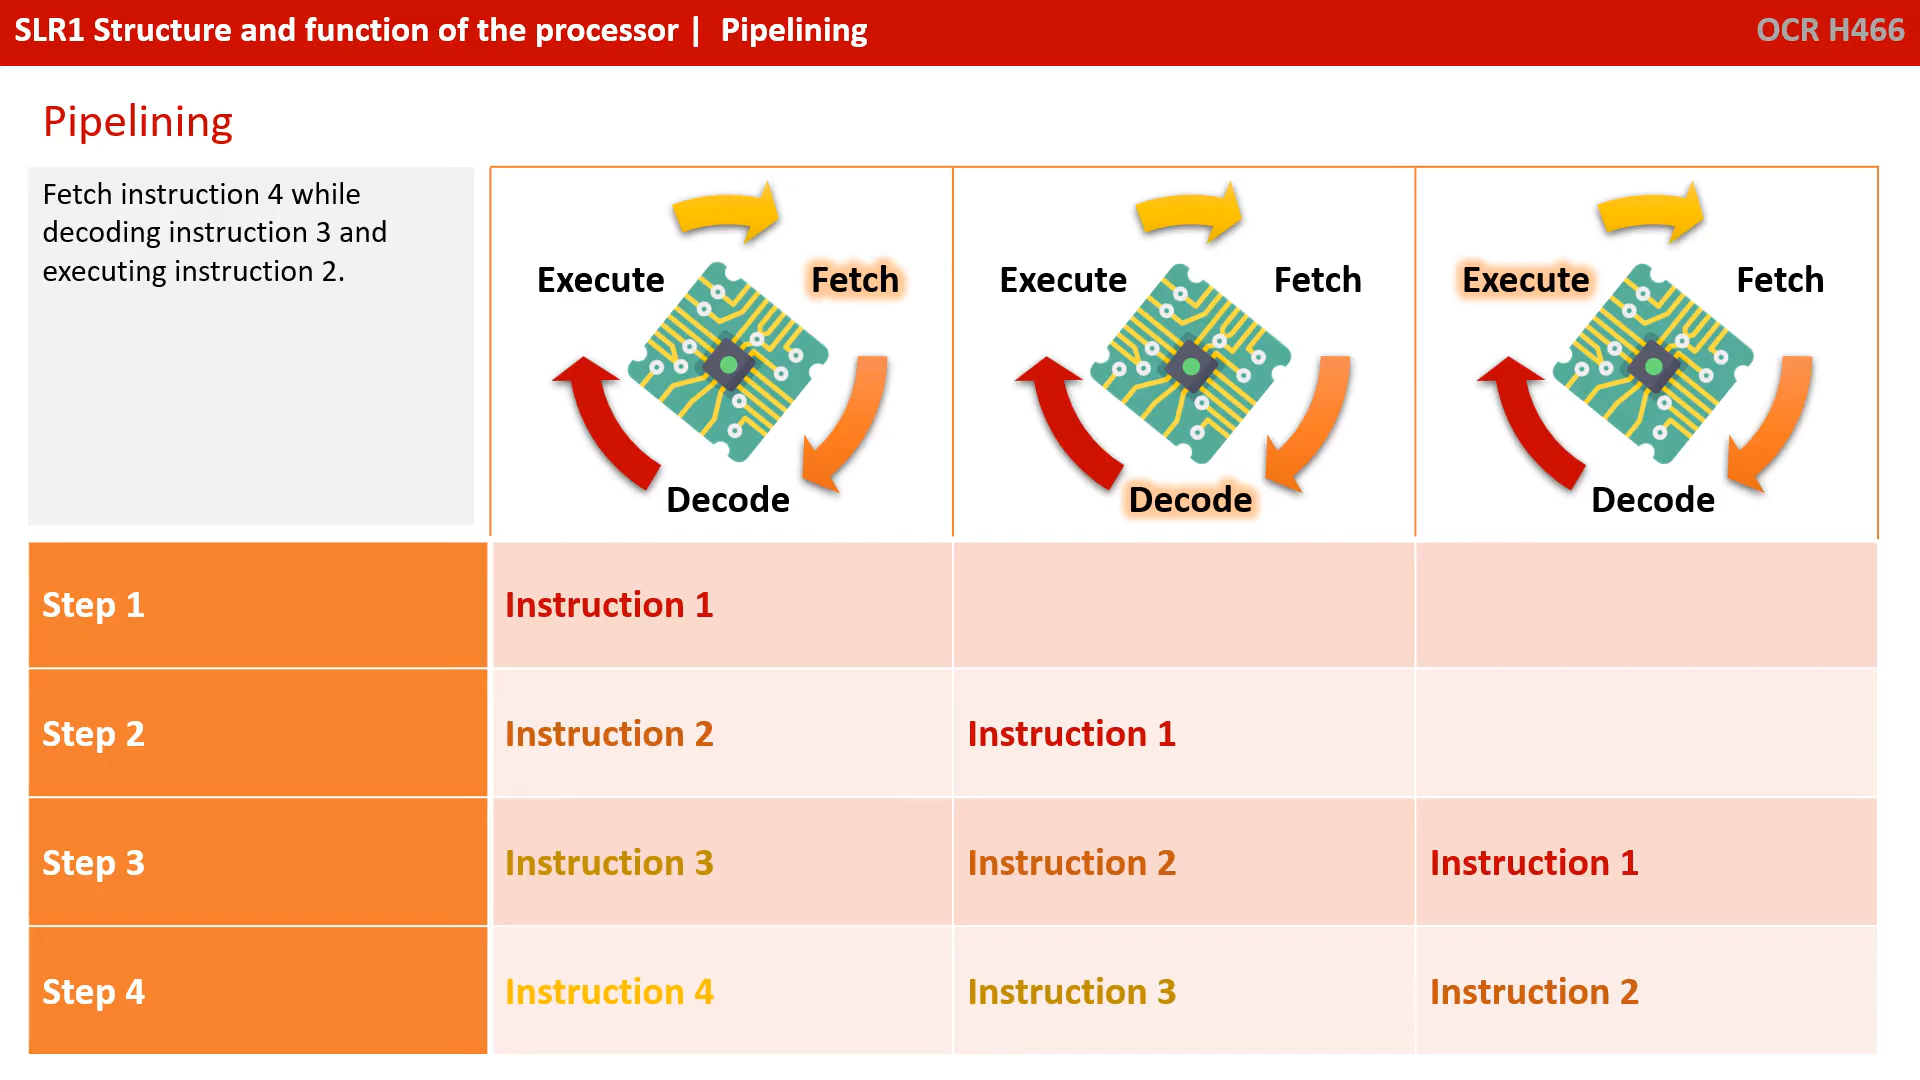 SLR1 Structure and function of the processor | Pipelining
OCR H466
Pipelining
Fetch instruction 4 while
decoding instruction 3 and
executing instruction 2.
Execute Fetch
Decode
Execute Fetch
Decode
Execute Fetch
Decode
Step 1 Instruction 1
Step 2 Instruction 2 Instruction 1
Step 3 Instruction 3 Instruction 2 Instruction 1
Step 4 Instruction 4 Instruction 3 Instruction 2